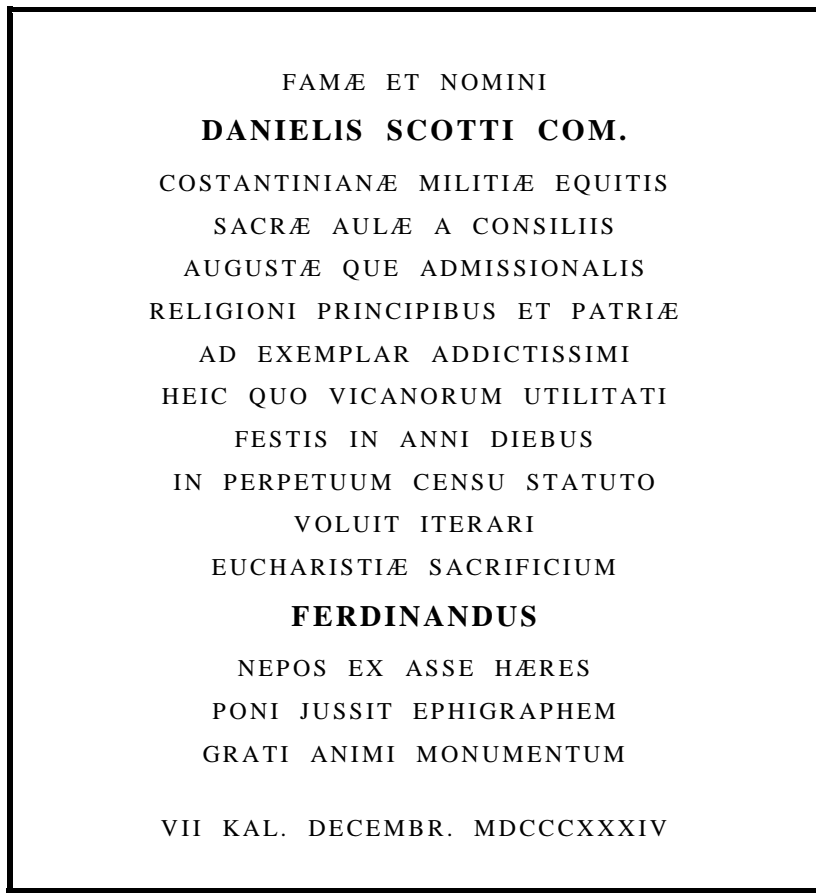 FAMÆ ET NOMINI
DANIELlS SCOTTI COM.
COSTANTINIANÆ MILITIÆ EQUITIS
SACRÆ AULÆ A CONSILIIS
AUGUSTÆ QUE ADMISSIONALIS
RELIGIONI PRINCIPIBUS ET PATRIÆ
AD EXEMPLAR ADDICTISSIMI
HEIC QUO VICANORUM UTILITATI
FESTIS IN ANNI DIEBUS
IN PERPETUUM CENSU STATUTO
VOLUIT ITERARI
EUCHARISTIÆ SACRIFICIUM
FERDINANDUS
NEPOS EX ASSE HÆRES
PONI JUSSIT EPHIGRAPHEM
GRATI ANIMI MONUMENTUM
VII KAL. DECEMBR. MDCCCXXXIV